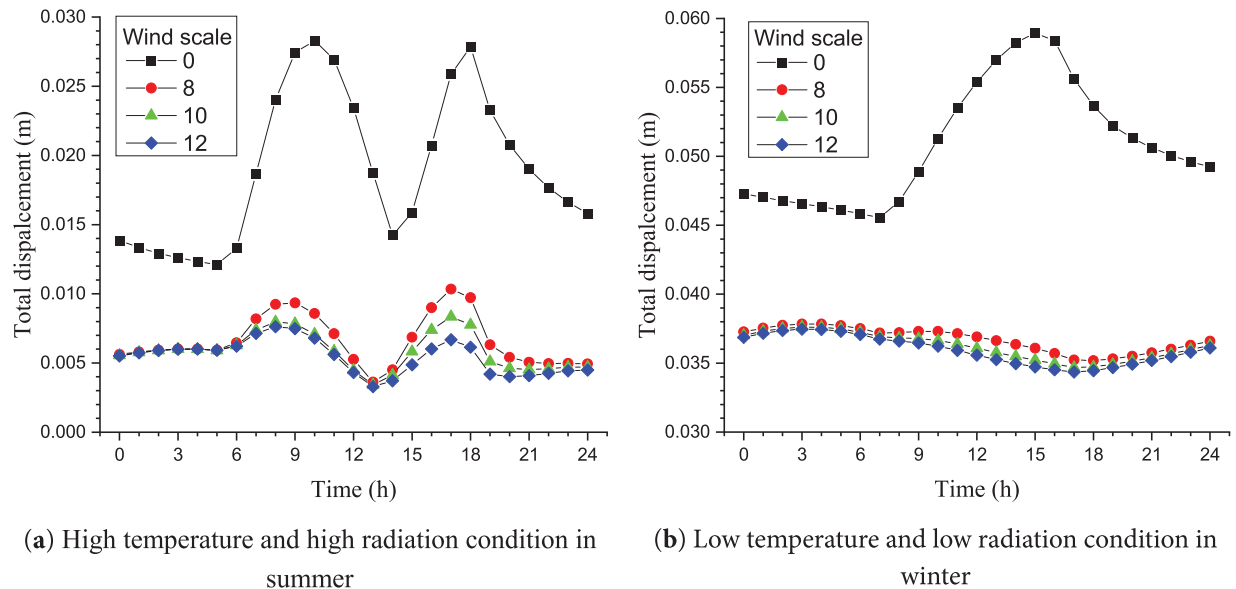 0.030
0.025
0.020
0.015
0.010
0.005
0.000
Total dispalcement (m)
Wind scale
0
8
10
12
0 3 6 9 12 15 18 21 24
Time (h)
(a) High temperature and high radiation condition in
summer
0.060
0.055
0.050
0.045
0.040
0.035
0.030
Total dispalcement (m)
Wind scale
0
8
10
12
0 3 6 9 12 15 18 21 24
Time (h)
(b) Low temperature and low radiation condition in
winter